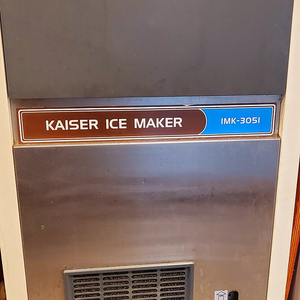 KAISER ICE MAKER IMK-3051